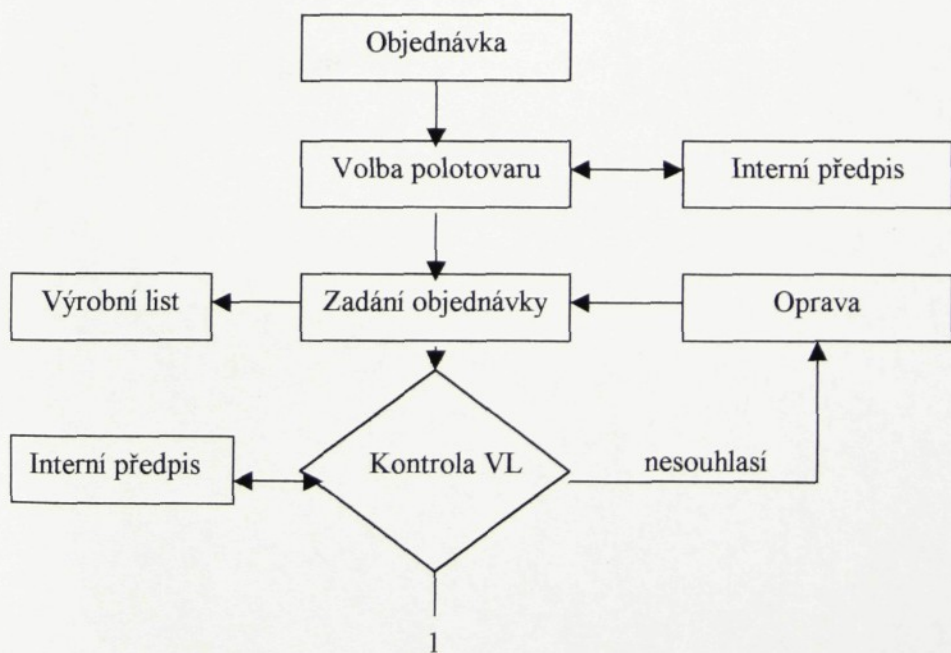 Objednávka
Volba polotovaru
Interní předpis
Výrobní list
Zadání objednávky
Oprava
Interní předpis
Kontrola VL
nesouhlasí
1